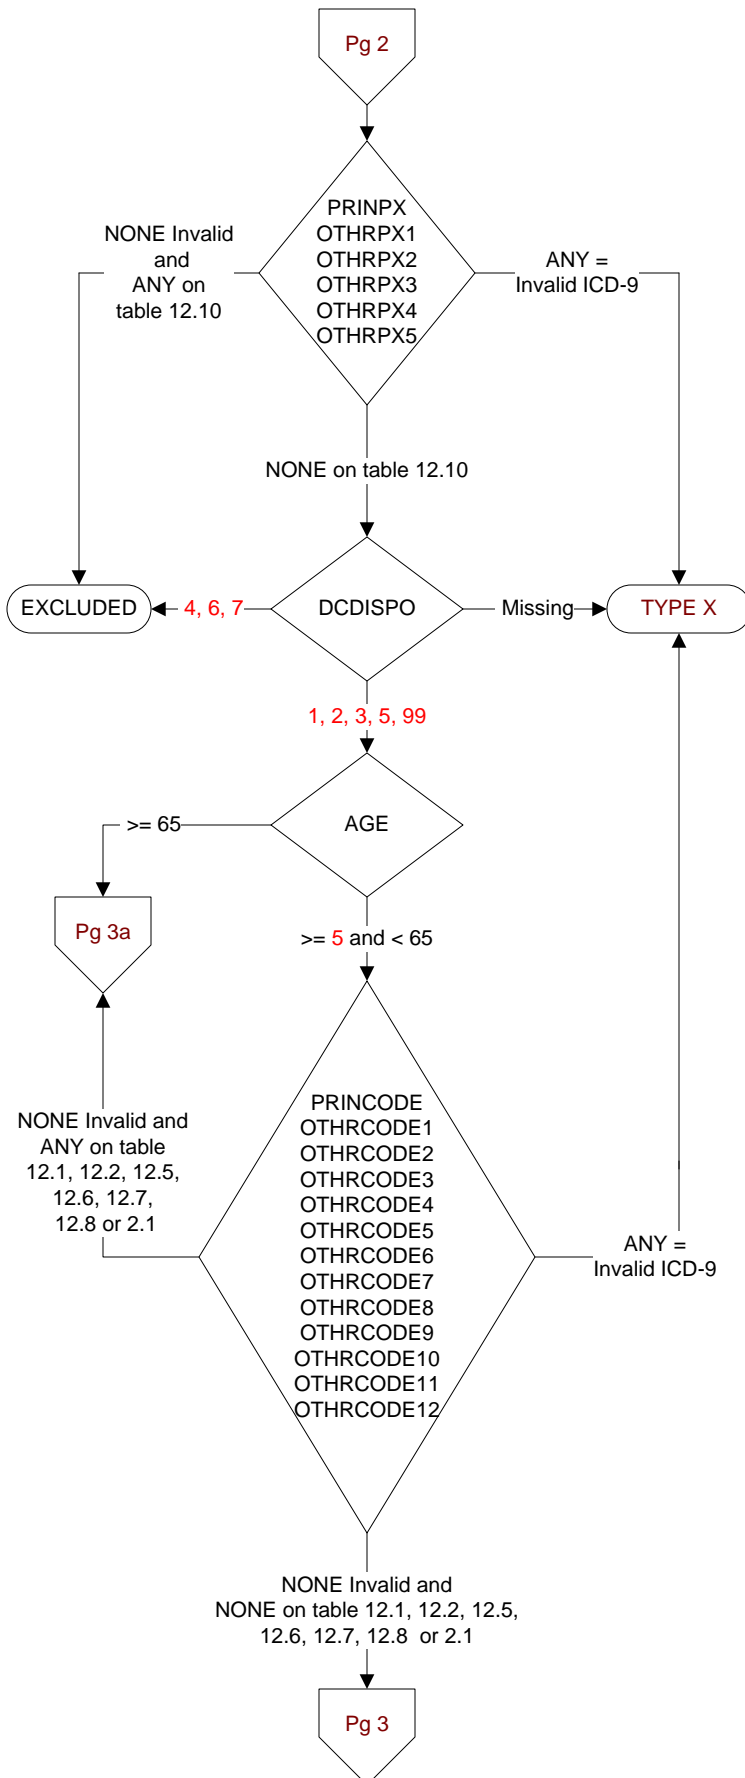 Pg 2
PRINPX
OTHRPX1
OTHRPX2
OTHRPX3
OTHRPX4
OTHRPX5
NONE Invalid
and
ANY on
table 12.10
ANY =
Invalid ICD-9
NONE on table 12.10
EXCLUDED
4, 6, 7
DCDISPO
Missing
TYPE X
1, 2, 3, 5, 99
>= 65
AGE
Pg 3a
>= 5 and < 65
NONE Invalid and
ANY on table
12.1, 12.2, 12.5,
12.6, 12.7,
12.8 or 2.1
PRINCODE
OTHRCODE1
OTHRCODE2
OTHRCODE3
OTHRCODE4
OTHRCODE5
OTHRCODE6
OTHRCODE7
OTHRCODE8
OTHRCODE9
OTHRCODE10
OTHRCODE11
OTHRCODE12
ANY =
Invalid ICD-9
NONE Invalid and
NONE on table 12.1, 12.2, 12.5,
12.6, 12.7, 12.8 or 2.1
Pg 3